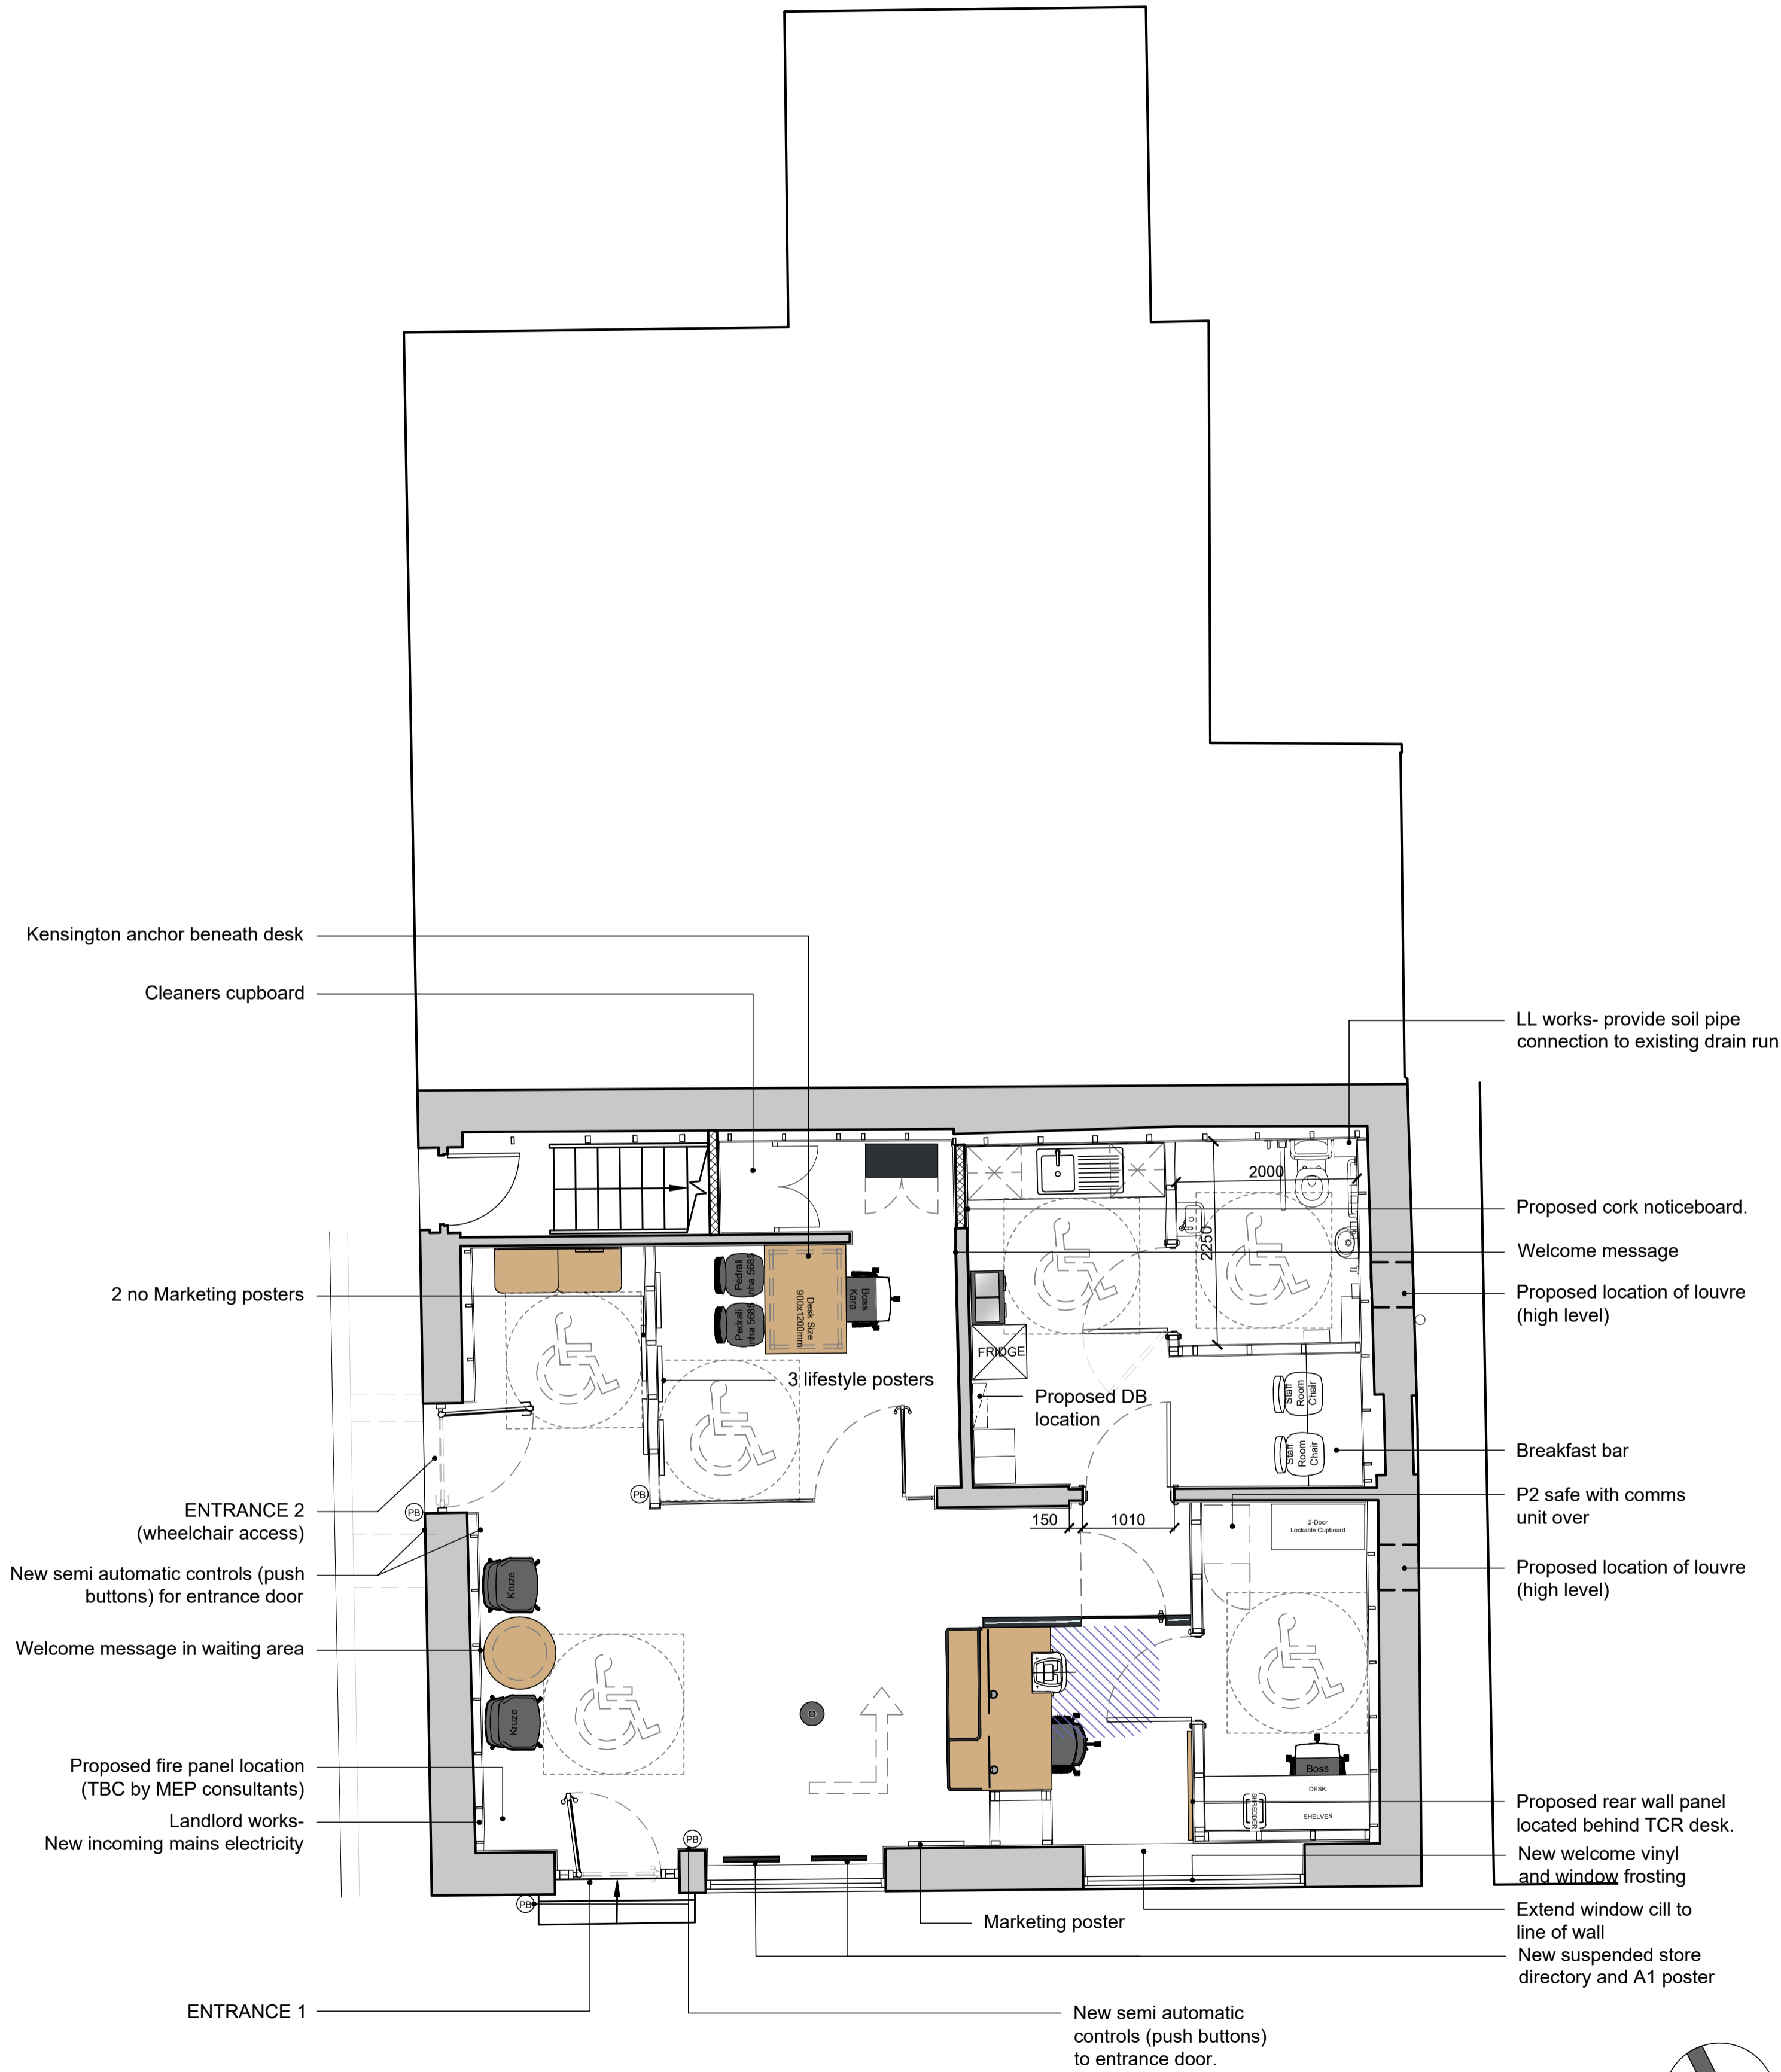 Kensington anchor beneath desk
Cleaners cupboard
2 no Marketing posters
ENTRANCE 2
(wheelchair access)
New semi automatic controls (push
buttons) for entrance door
Welcome message in waiting area
Proposed fire panel location
(TBC by MEP consultants)
Landlord works-
New incoming mains electricity
ENTRANCE 1
Pedrali
nha 5685
Pedrali
nha 5685
Desk Size
900x1200mm
Boss
Kara
3 lifestyle posters
FRIDGE
Proposed DB
location
2000
2250
Staff
Room
Chair
Staff
Room
Chair
150
1010
2-Door
Lockable Cupboard
PB
PB
PB
PB
Kruze
Kruze
Boss
DESK
SHELVES
SHREDDER
Marketing poster
New semi automatic
controls (push buttons)
to entrance door.
LL works- provide soil pipe
connection to existing drain run
Proposed cork noticeboard.
Welcome message
Proposed location of louvre
(high level)
Breakfast bar
P2 safe with comms
unit over
Proposed location of louvre
(high level)
Proposed rear wall panel
located behind TCR desk.
New welcome vinyl
and window frosting
Extend window cill to
line of wall
New suspended store
directory and A1 poster